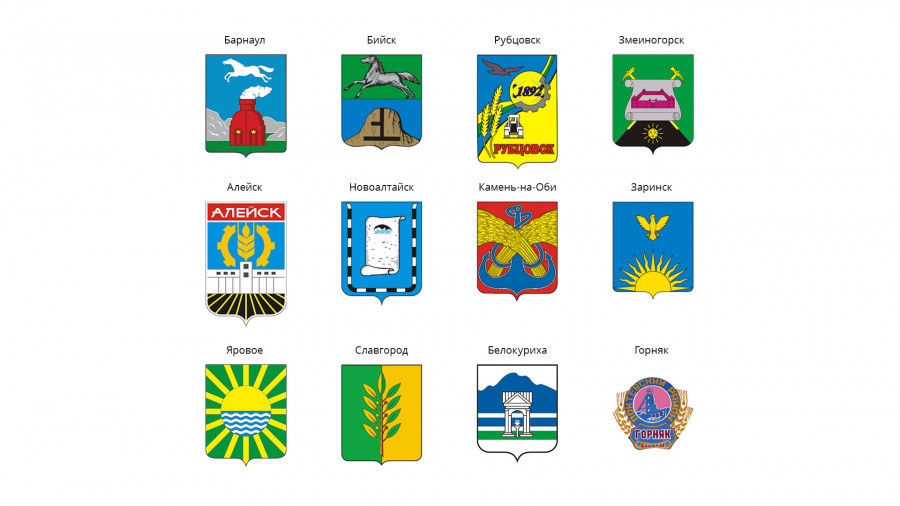 Барнаул
Бийск
Рубцовск
Змеиногорск
1892
РУБЦОВСК
Алейск
Новоалтайск
Камень-на-Оби
Заринск
АЛЕЙСК
Яровое
Славгород
Белокуриха
Горняк
ГОРНЯК